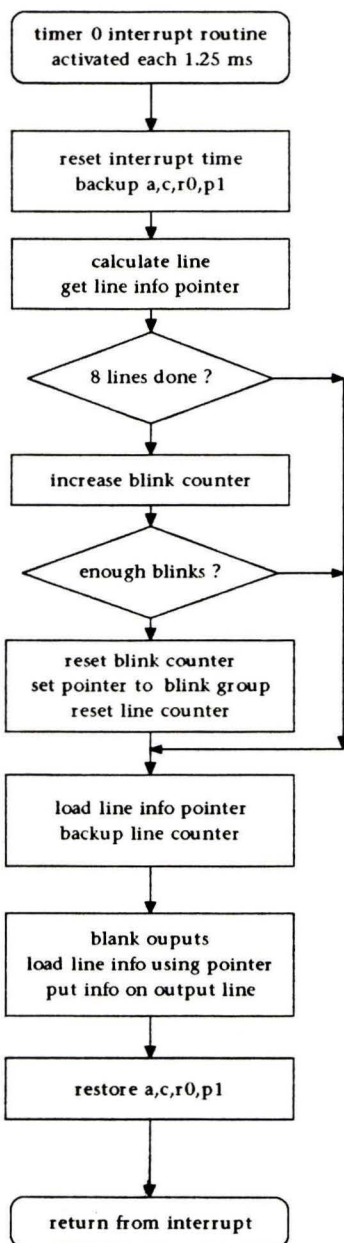 timer 0 interrupt routine
activated each 1.25 ms
reset interrupt time
backup a,c,r0,p1
calculate line
get line info pointer
8 lines done ?
increase blink counter
enough blinks ?
reset blink counter
set pointer to blink group
reset line counter
load line info pointer
backup line counter
blank ouputs
load line info using pointer
put info on output line
restore a,c,r0,p1
return from interrupt